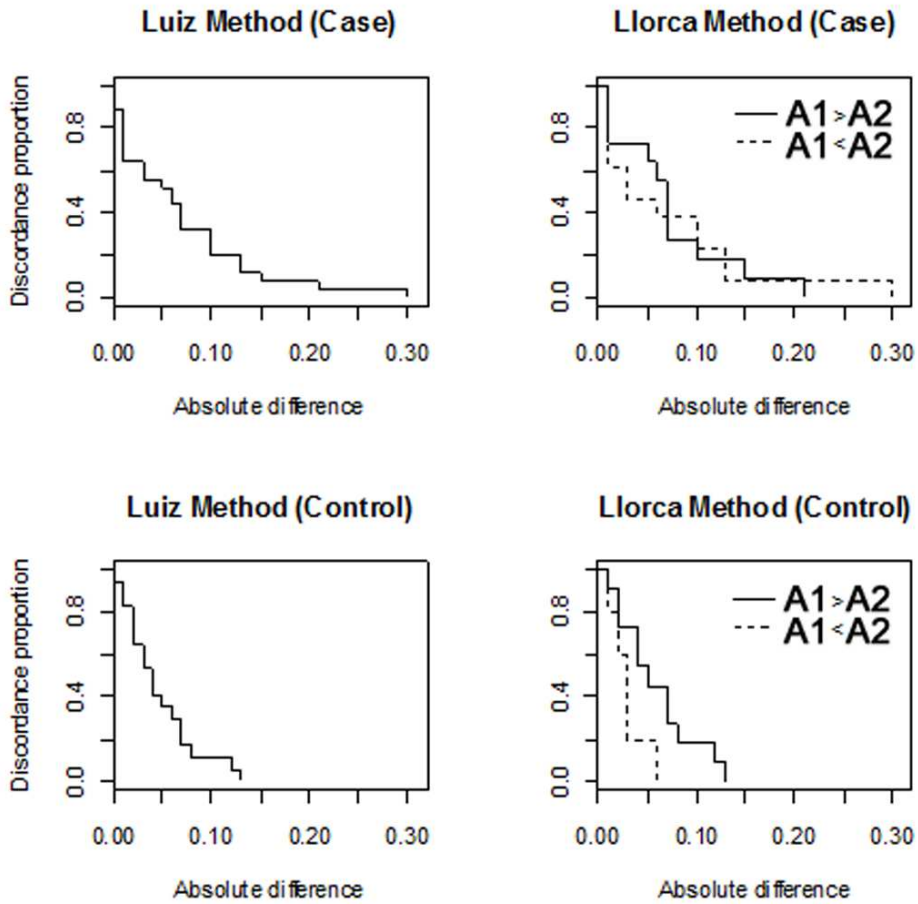 Luiz Method (Case)
Discordance proportion
0.0 0.4 0.8
0.00 0.10 0.20 0.30
Absolute difference
Llorca Method (Case)
A1>A2
A1<A2
0.0 0.4 0.8
0.00 0.10 0.20 0.30
Absolute difference
Luiz Method (Control)
Discordance proportion
0.0 0.4 0.8
0.00 0.10 0.20 0.30
Absolute difference
Llorca Method (Control)
A1>A2
A1<A2
0.0 0.4 0.8
0.00 0.10 0.20 0.30
Absolute difference